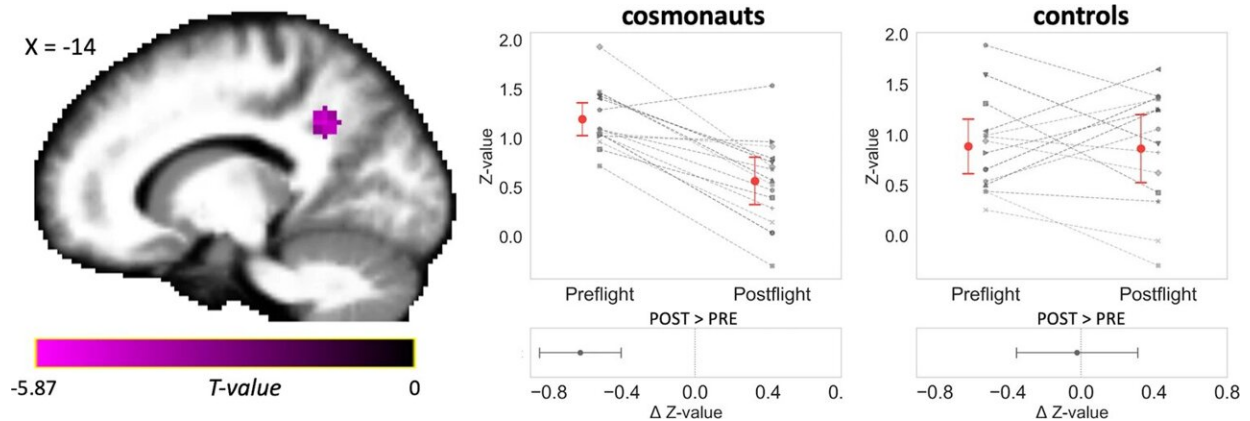 X = -14
-5.87
T-value
0
cosmonauts
2.0
1.5
1.0
0.5
0.0
Z-value
Preflight
Postflight
POST > PRE
−0.8
−0.4
0.0
0.4
0.
Δ Z-value
controls
2.0
1.5
1.0
0.5
0.0
Z-value
Preflight
Postflight
POST > PRE
−0.8
−0.4
0.0
0.4
0.8
Δ Z-value